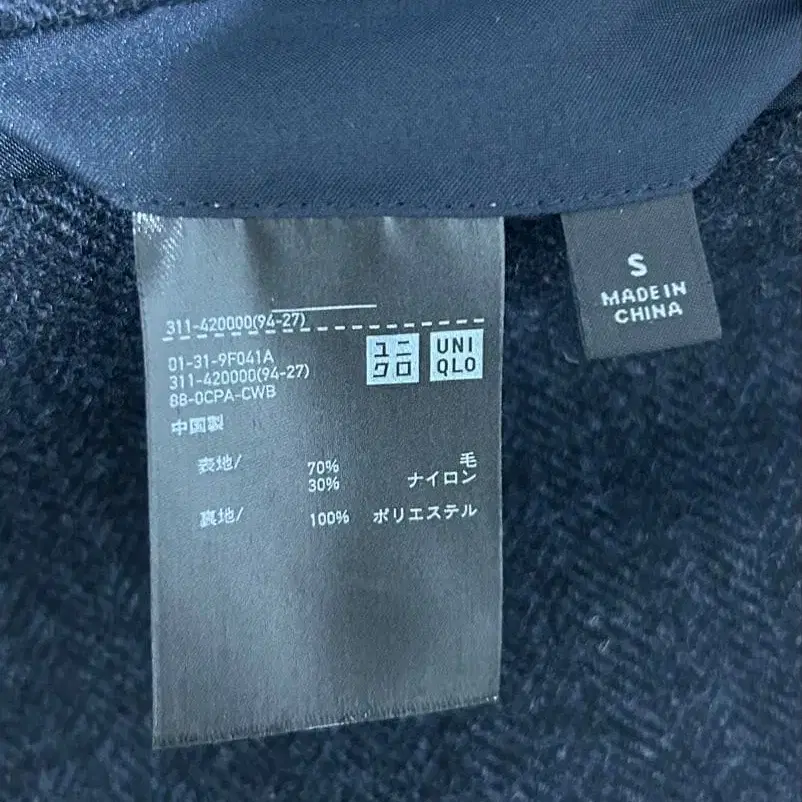 311-420000(94-27)
01-31-9F041A
311-420000(94-27)
88-0CPA-CWB
中国製
ユニ
クロ
UNI
QLO
表地/ 70% 毛
30% ナイロン
裏地/ 100% ポリエステル
S
MADE IN
CHINA